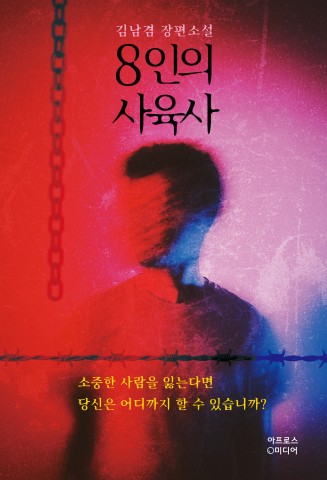 김남겸 장편소설
8인의
사육사
소중한 사람을 잃는다면
당신은 어디까지 할 수 있습니까?
아프로스
미디어